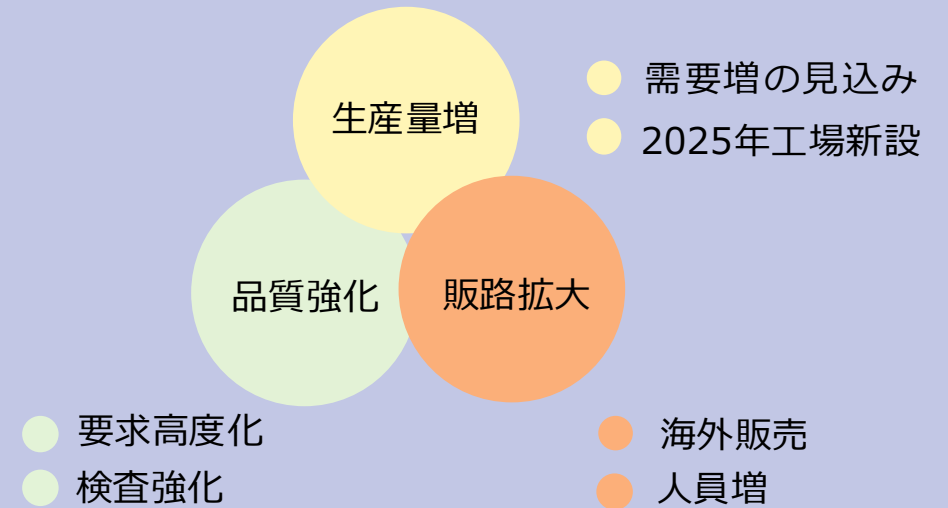 生産量増
需要増の見込み
2025年工場新設
品質強化
販路拡大
要求高度化
検査強化
海外販売
人員増